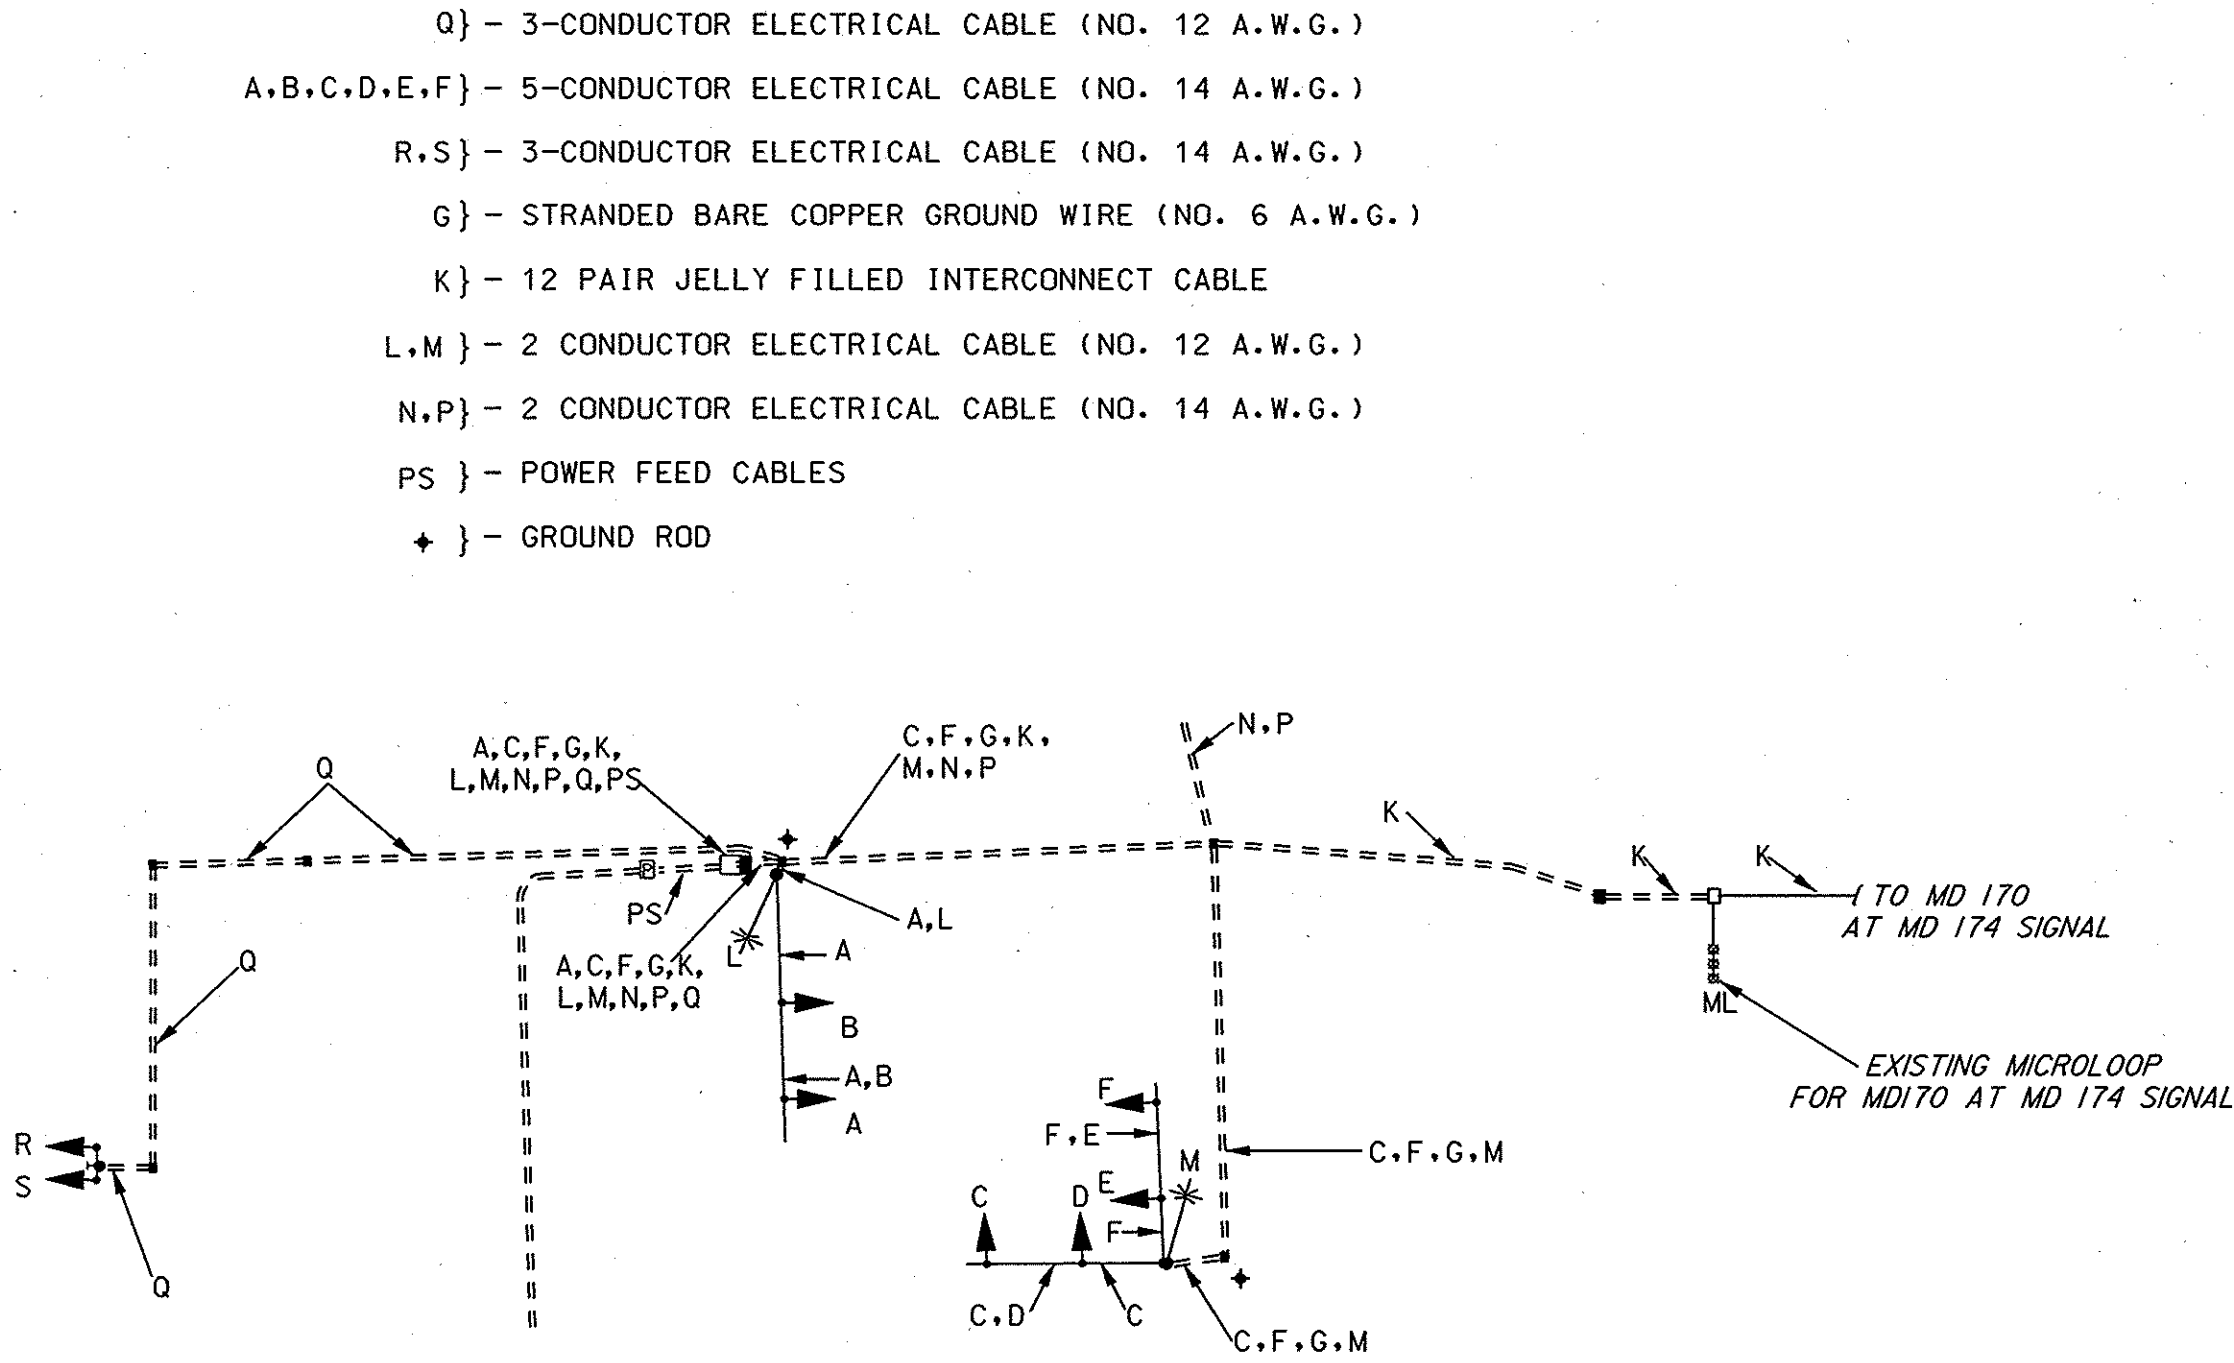 Q} - 3-CONDUCTOR ELECTRICAL CABLE (NO. 12 A.W.G.)
A,B,C,D,E,F} - 5-CONDUCTOR ELECTRICAL CABLE (NO. 14 A.W.G.)
R,S} - 3-CONDUCTOR ELECTRICAL CABLE (NO. 14 A.W.G.)
G} - STRANDED BARE COPPER GROUND WIRE (NO. 6 A.W.G.)
K} - 12 PAIR JELLY FILLED INTERCONNECT CABLE
L,M } - 2 CONDUCTOR ELECTRICAL CABLE (NO. 12 A.W.G.)
N,P} - 2 CONDUCTOR ELECTRICAL CABLE (NO. 14 A.W.G.)
PS } - POWER FEED CABLES
} - GROUND ROD
N,P
C,F,G,K,
M,N,P
A,C,F,G,K,
L,M,N,P,Q,PS
Q
K
K
K
(TO MD 170
AT MD 174 SIGNAL
P
PS
A,L
L
A
A,C,F,G,K,
L,M,N,P,Q
Q
B
ML
A,B
A
EXISTING MICROLOOP
FOR MD170 AT MD 174 SIGNAL
F
F,E
C,F,G,M
R
S
M
E
C
D
F
Q
C,D
C
C,F,G,M